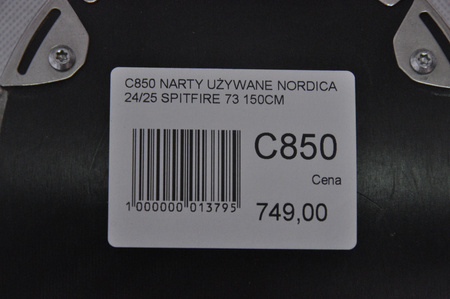 C850 NARTY UŻYWANE NORDICA
24/25 SPITFIRE 73 150CM
C850
Cena
1 000000 013795
749,00